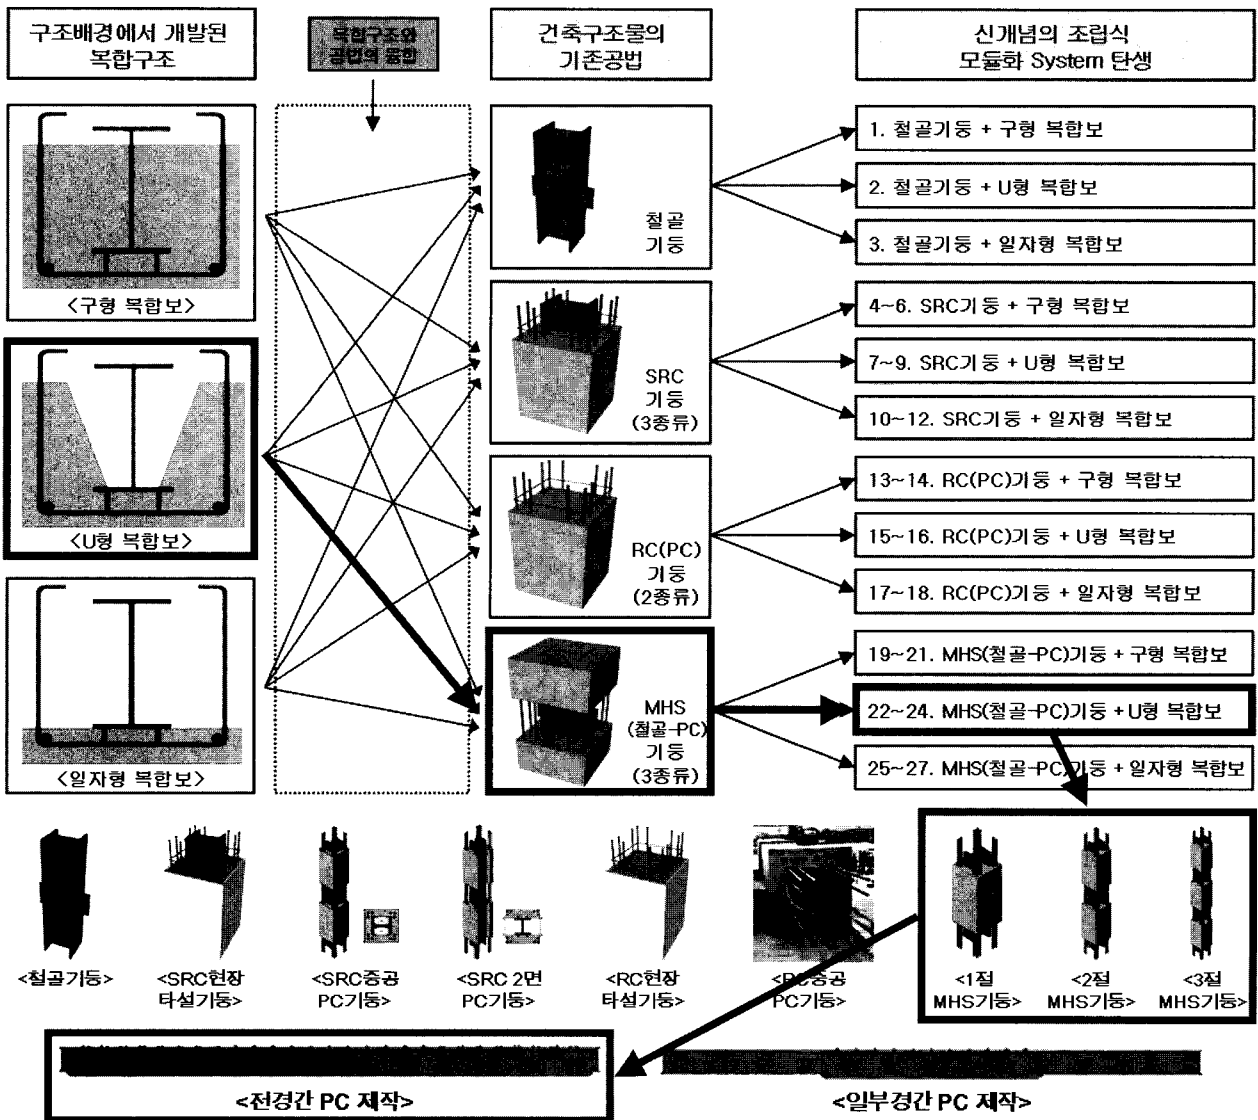 구조배경에서 개발된
복합구조
복합구조와
공법의 통합
건축구조물의
기존공법
신개념의 조립식
모듈화 System 탄생
<구형 복합보>
<U형 복합보>
<일자형 복합보>
철골
기둥
SRC
기둥
(3종류)
RC(PC)
기둥
(2종류)
MHS
(철골-PC)
기둥
(3종류)
1. 철골기둥 + 구형 복합보
2. 철골기둥 + U형 복합보
3. 철골기둥 + 일자형 복합보
4~6. SRC기둥 + 구형 복합보
7~9. SRC기둥 + U형 복합보
10~12. SRC기둥 + 일자형 복합보
13~14. RC(PC)기둥 + 구형 복합보
15~16. RC(PC)기둥 + U형 복합보
17~18. RC(PC)기둥 + 일자형 복합보
19~21. MHS(철골-PC)기둥 + 구형 복합보
22~24. MHS(철골-PC)기둥 + U형 복합보
25~27. MHS(철골-PC)기둥 + 일자형 복합보
<철골기둥>
<SRC현장
타설기둥>
<SRC중공
PC기둥>
<SRC 2면
PC기둥>
<RC현장
타설기둥>
<RC중공
PC기둥>
<1절
MHS기둥>
<2절
MHS기둥>
<3절
MHS기둥>
<전경간 PC 제작>
<일부경간 PC 제작>